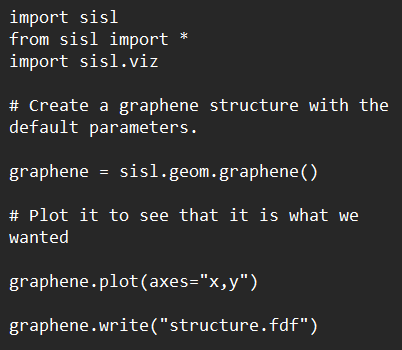 import sisl
from sisl import *
import sisl.viz
# Create a graphene structure with the
default parameters.
graphene = sisl.geom.graphene()
# Plot it to see that it is what we
wanted
graphene.plot(axes="x,y")
graphene.write("structure.fdf")